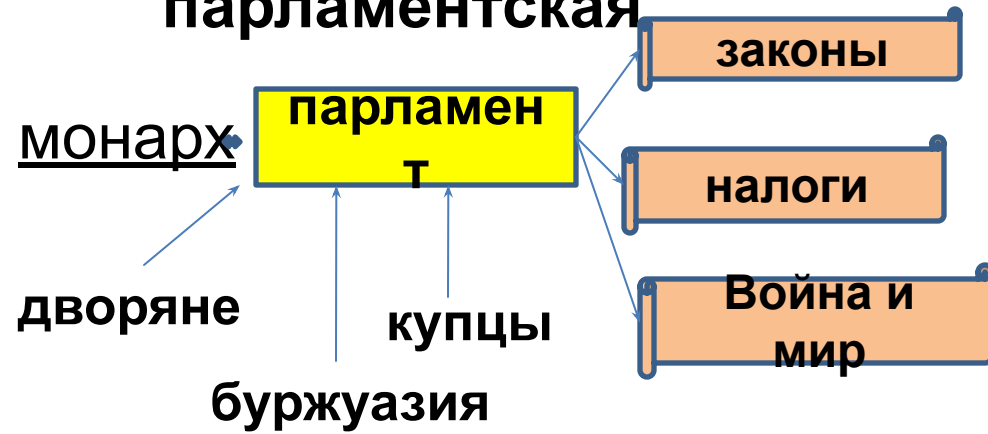 парламентская
законы
монарх
парламен
т
налоги
дворяне
купцы
Война и
мир
буржуазия